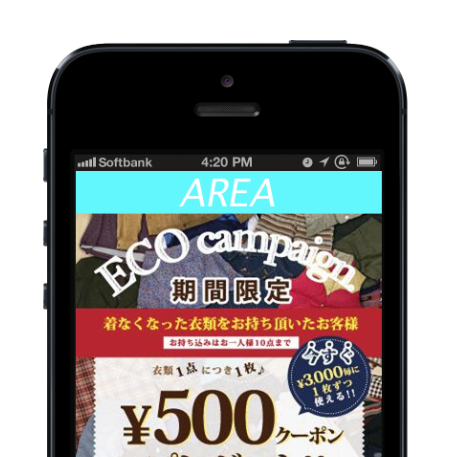 Softbank 4:20 PM
AREA
ECO campaign
期間限定
着なくなった衣類をお持ち頂いたお客様
お持ち込みはお一人様10点まで
衣類1点につき1枚♪
今すぐ
¥3,000毎に
1枚ずつ
使える!!
¥500クーポン